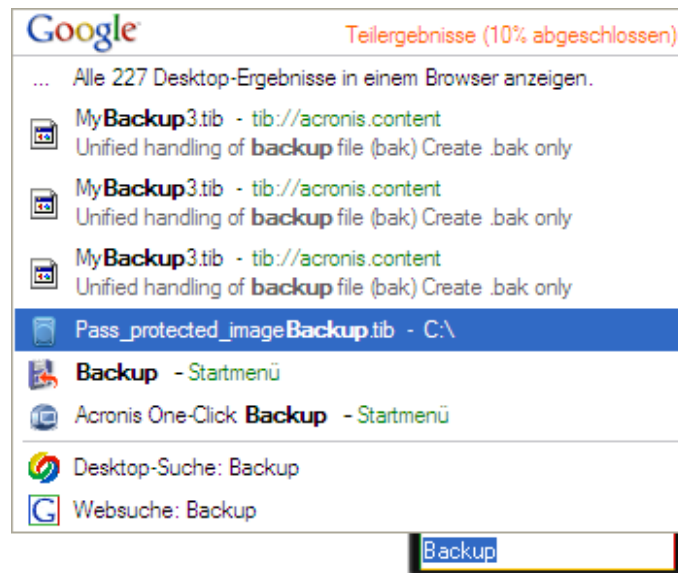 Google
Teilergebnisse (10% abgeschlossen)
... Alle 227 Desktop-Ergebnisse in einem Browser anzeigen.
MyBackup3.tib - tib://acronis.content
Unified handling of backup file (bak) Create .bak only
MyBackup3.tib - tib://acronis.content
Unified handling of backup file (bak) Create .bak only
MyBackup3.tib - tib://acronis.content
Unified handling of backup file (bak) Create .bak only
Pass_protected_imageBackup.tib - C:\
Backup - Startmenü
Acronis One-Click Backup - Startmenü
Desktop-Suche: Backup
G Websuche: Backup
Backup